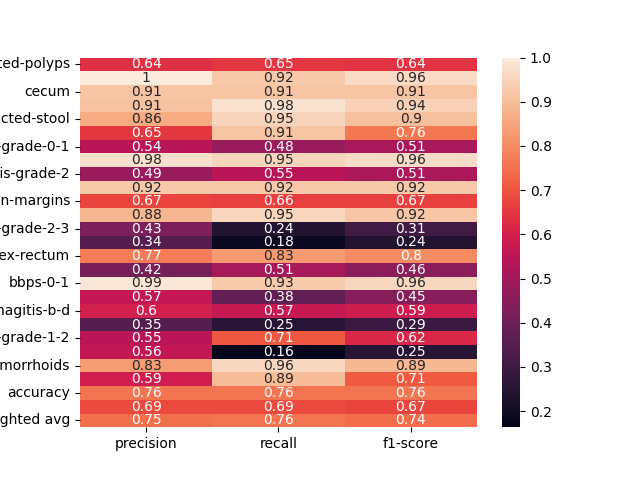 ted-polyps 0.64 0.65 0.64
1 0.92 0.96
cecum 0.91 0.91 0.91
0.91 0.98 0.94
cted-stool 0.86 0.95 0.9
0.65 0.91 0.76
-grade-0-1 0.54 0.48 0.51
0.98 0.95 0.96
is-grade-2 0.49 0.55 0.51
0.92 0.92 0.92
n-margins 0.67 0.66 0.67
0.88 0.95 0.92
-grade-2-3 0.43 0.24 0.31
0.34 0.18 0.24
ex-rectum 0.77 0.83 0.8
0.42 0.51 0.46
bbps-0-1 0.99 0.93 0.96
0.57 0.38 0.45
nagitis-b-d 0.6 0.57 0.59
0.35 0.25 0.29
-grade-1-2 0.55 0.71 0.62
0.56 0.16 0.25
morrhoids 0.83 0.96 0.89
0.59 0.89 0.71
accuracy 0.76 0.76 0.76
0.69 0.69 0.67
ghted avg 0.75 0.76 0.74
precision recall f1-score
1.0
0.9
0.8
0.7
0.6
0.5
0.4
0.3
0.2